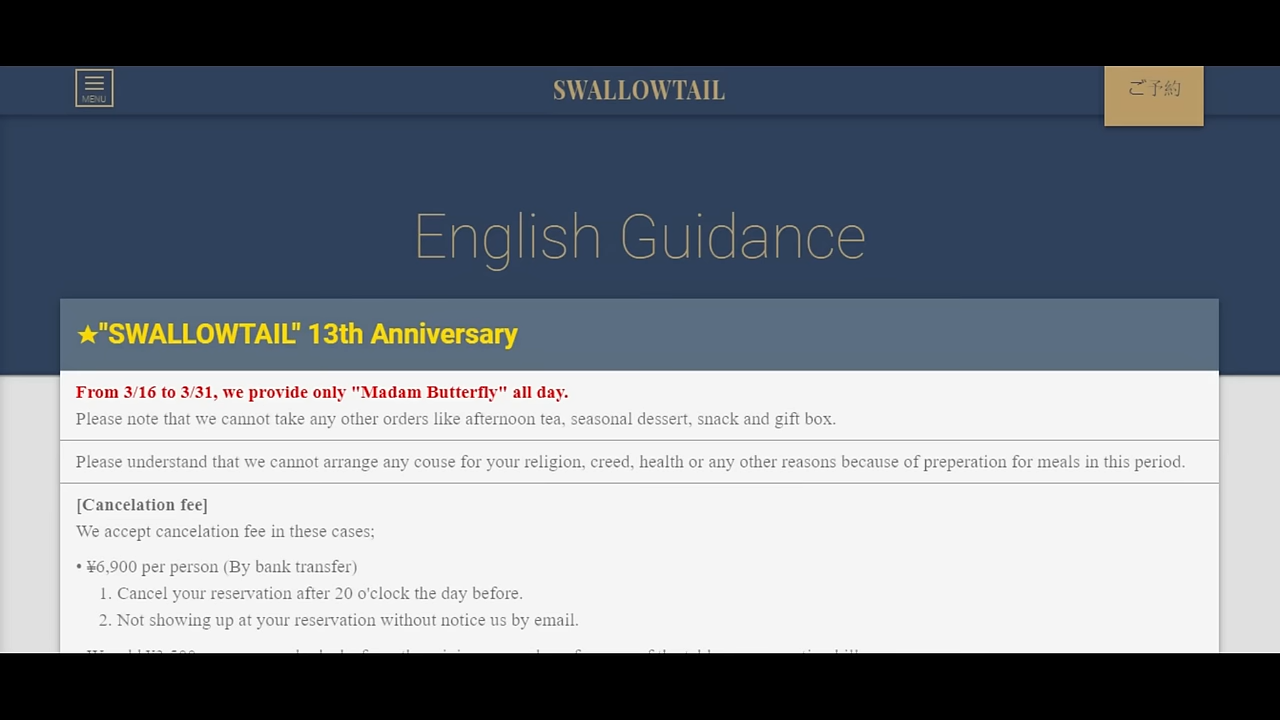 MENU
SWALLOWTAIL
ご予約
English Guidance
★"SWALLOWTAIL" 13th Anniversary
From 3/16 to 3/31, we provide only "Madam Butterfly" all day.
Please note that we cannot take any other orders like afternoon tea, seasonal dessert, snack and gift box.
Please understand that we cannot arrange any couse for your religion, creed, health or any other reasons because of preperation for meals in this period.
[Cancelation fee]
We accept cancelation fee in these cases;
• ¥6,900 per person (By bank transfer)
1. Cancel your reservation after 20 o'clock the day before.
2. Not showing up at your reservation without notice us by email.